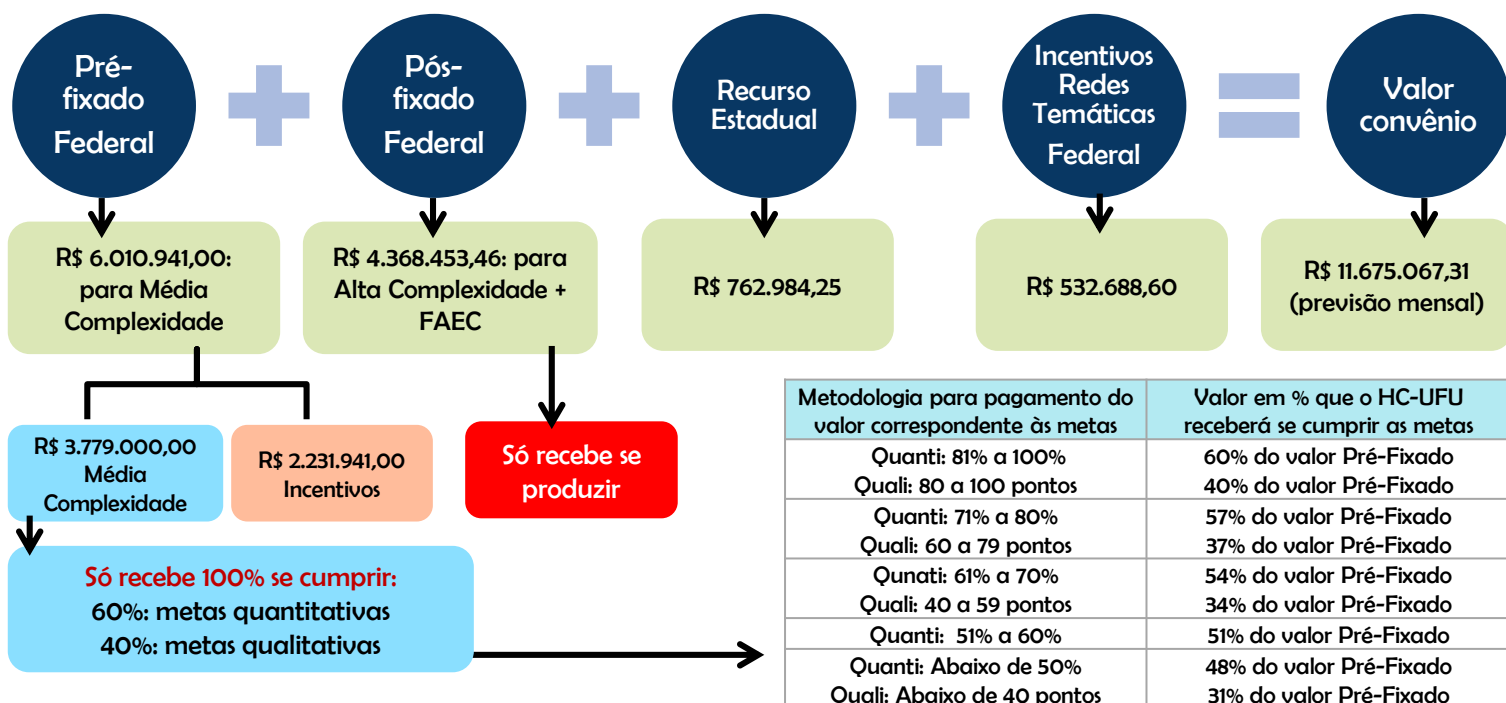 Pré-
fixado
Federal
Pós-
fixado
Federal
Recurso
Estadual
Incentivos
Redes
Temáticas
Federal
Valor
convênio
R$ 6.010.941,00:
para Média
Complexidade
R$ 4.368.453,46: para
Alta Complexidade +
FAEC
R$ 762.984,25
R$ 532.688,60
R$ 11.675.067,31
(previsão mensal)
R$ 3.779.000,00
Média
Complexidade
R$ 2.231.941,00
Incentivos
Só recebe se
produzir
Só recebe 100% se cumprir:
60%: metas quantitativas
40%: metas qualitativas
Metodologia para pagamento do
valor correspondente às metas
Valor em % que o HC-UFU
receberá se cumprir as metas
Quanti: 81% a 100%
60% do valor Pré-Fixado
Quali: 80 a 100 pontos
40% do valor Pré-Fixado
Quanti: 71% a 80%
57% do valor Pré-Fixado
Quali: 60 a 79 pontos
37% do valor Pré-Fixado
Qunati: 61% a 70%
54% do valor Pré-Fixado
Quali: 40 a 59 pontos
34% do valor Pré-Fixado
Quanti: 51% a 60%
51% do valor Pré-Fixado
Quanti: Abaixo de 50%
48% do valor Pré-Fixado
Quali: Abaixo de 40 pontos
31% do valor Pré-Fixado